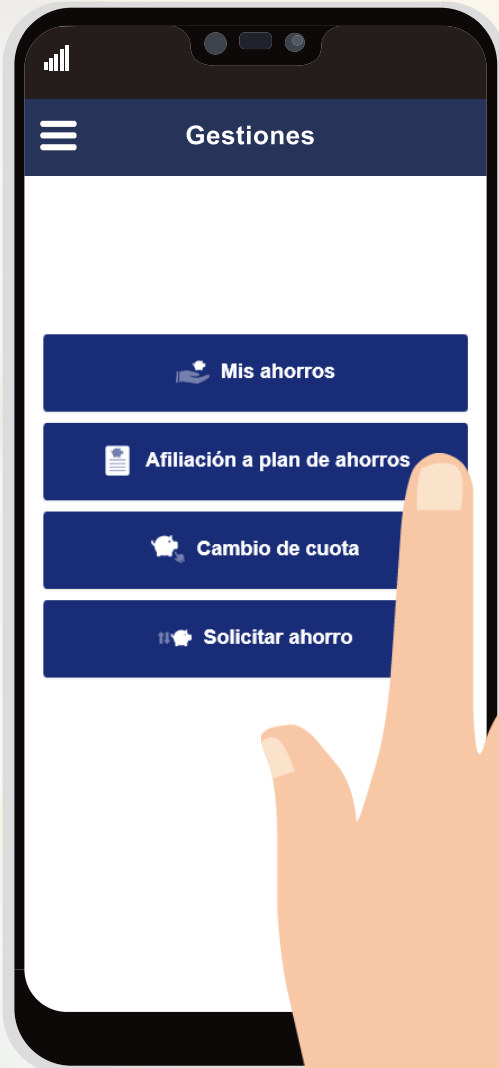 Gestiones
Mis ahorros
Afiliación a plan de ahorros
Cambio de cuota
Solicitar ahorro